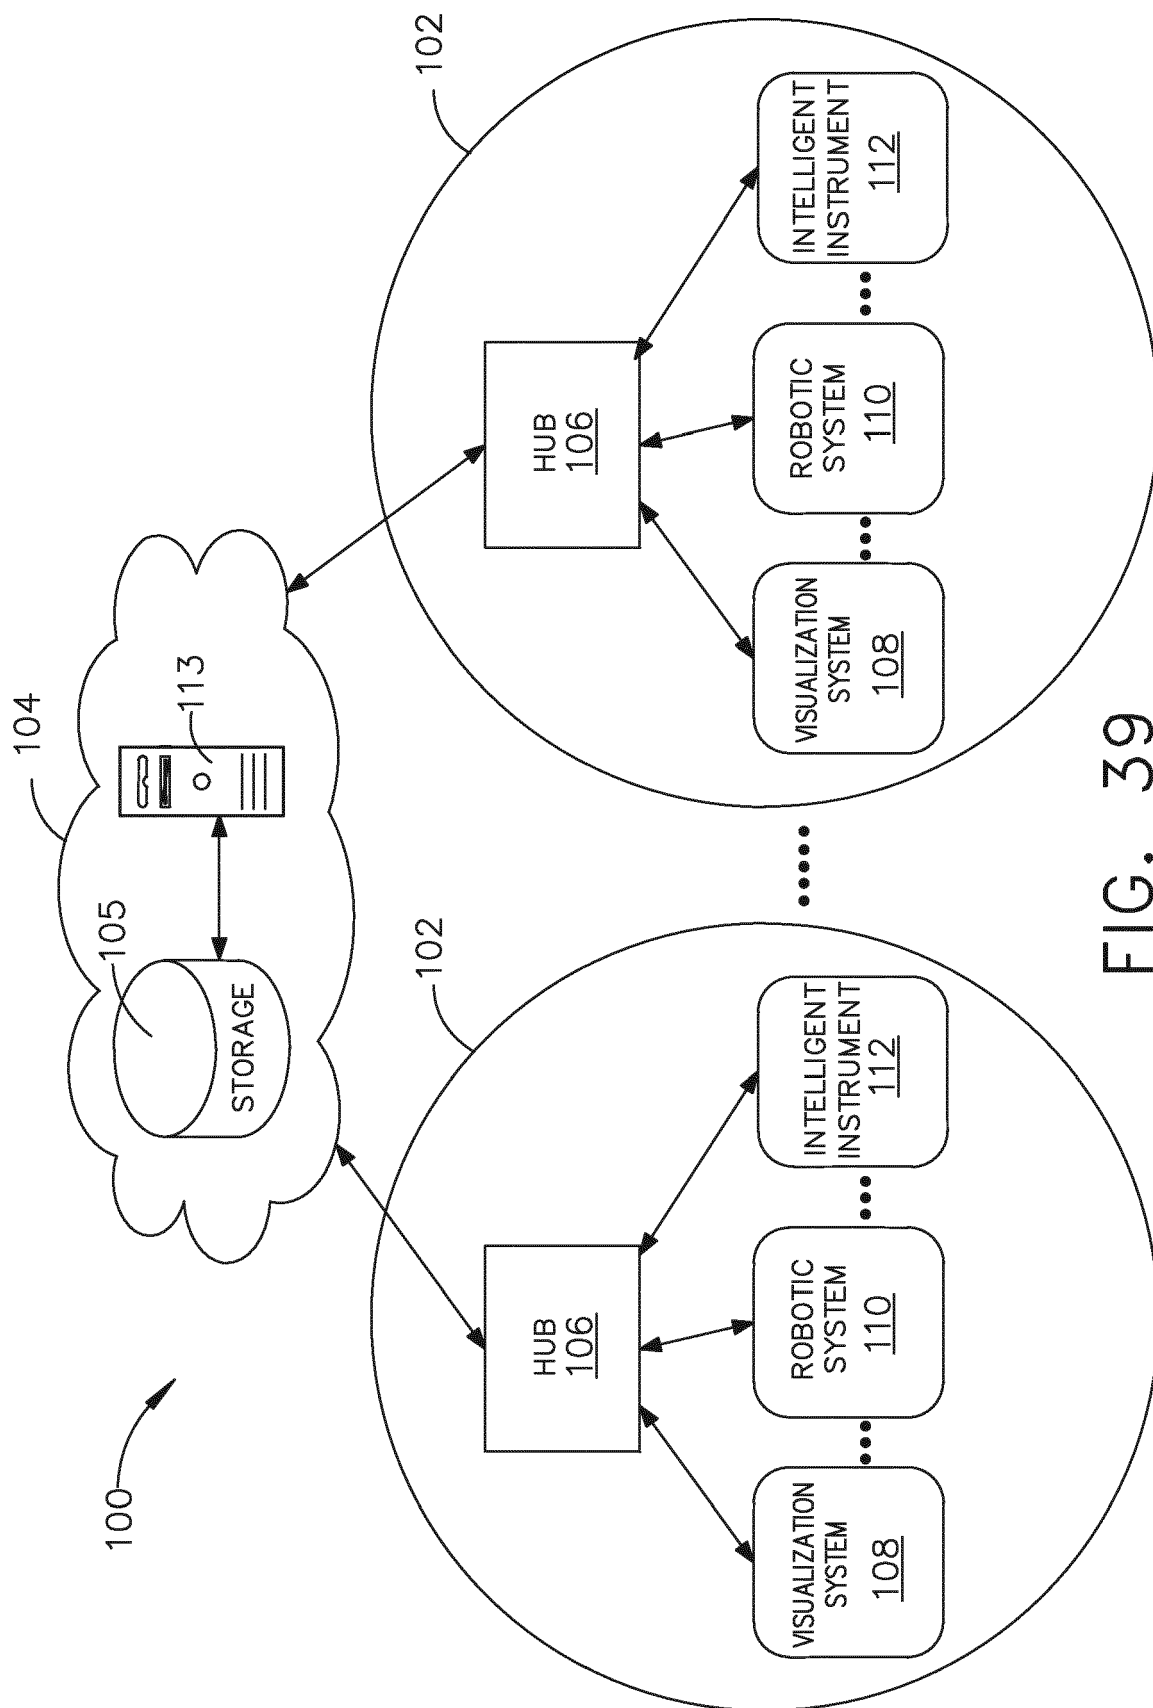 100
104
105
113
STORAGE
102
HUB
106
VISUALIZATION
SYSTEM
108
ROBOTIC
SYSTEM
110
INTELLIGENT
INSTRUMENT
112
102
HUB
106
VISUALIZATION
SYSTEM
108
ROBOTIC
SYSTEM
110
INTELLIGENT
INSTRUMENT
112
FIG. 39